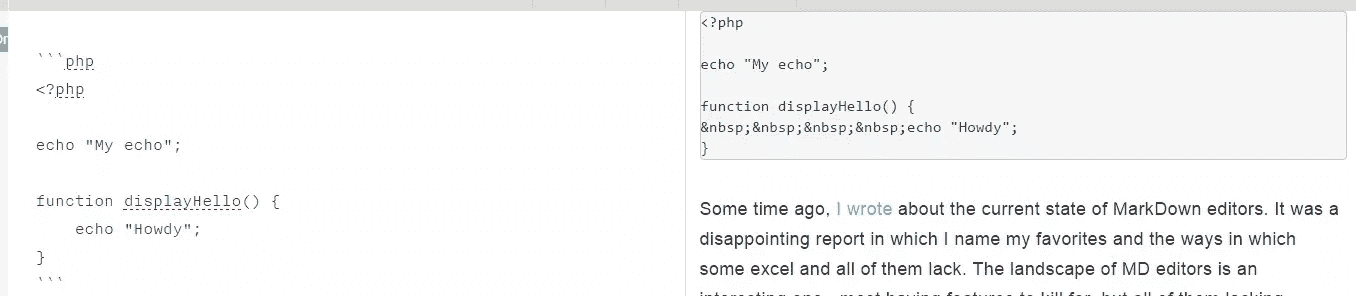 ```php
<?php
echo "My echo";
function displayHello() {
    echo "Howdy";
}
```
<?php
echo "My echo";
function displayHello() {
&nbsp;&nbsp;&nbsp;&nbsp;echo "Howdy";
}
Some time ago, I wrote about the current state of MarkDown editors. It was a
disappointing report in which I name my favorites and the ways in which
some excel and all of them lack. The landscape of MD editors is an